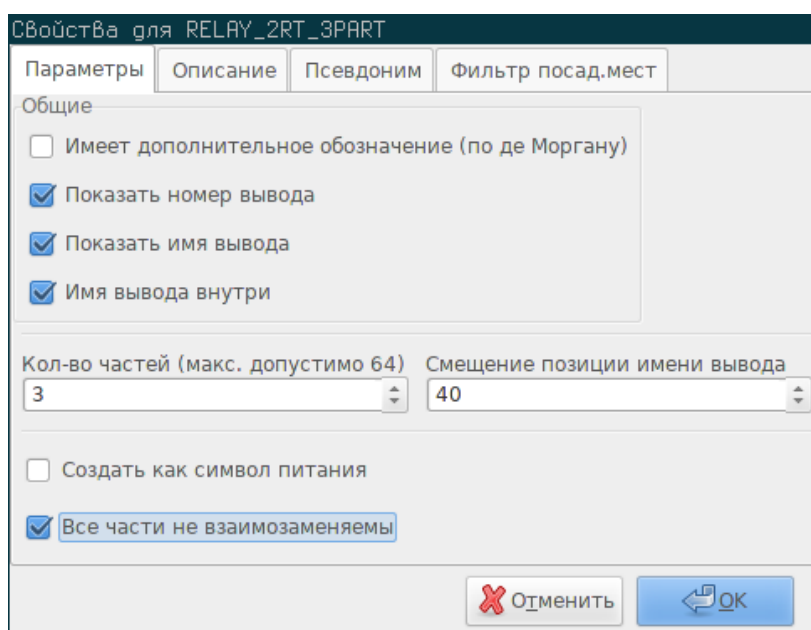 Свойства для RELAY_2RT_3PART
Параметры Описание Псевдоним Фильтр посад.мест
Общие
Имеет дополнительное обозначение (по де Моргану)
Показать номер вывода
Показать имя вывода
Имя вывода внутри
Кол-во частей (макс. допустимо 64) Смещение позиции имени вывода
3 40
Создать как символ питания
Все части не взаимозаменяемы
Отменить OK